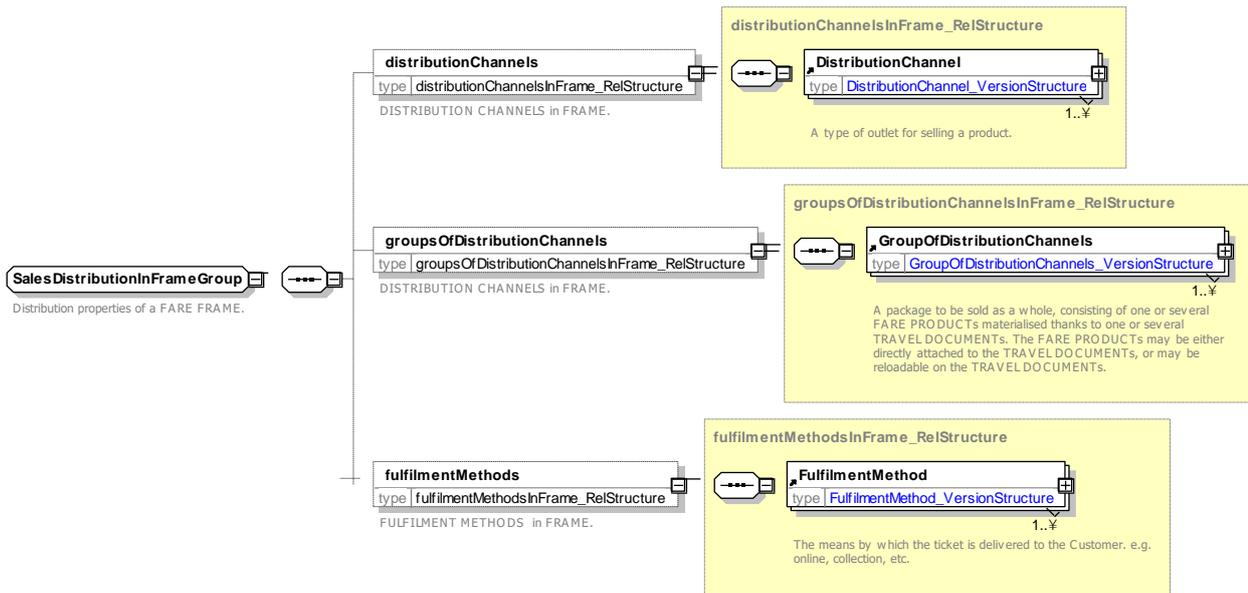 distributionChannelsInFrame_RelStructure
distributionChannels
type distributionChannelsInFrame_RelStructure
DISTRIBUTION CHANNELS in FRAME.
DistributionChannel
type DistributionChannel_VersionStructure
1..¥
A type of outlet for selling a product.
groupsOfDistributionChannelsInFrame_RelStructure
groupsOfDistributionChannels
type groupsOfDistributionChannelsInFrame_RelStructure
DISTRIBUTION CHANNELS in FRAME.
GroupOfDistributionChannels
type GroupOfDistributionChannels_VersionStructure
1..¥
A package to be sold as a whole, consisting of one or several
FARE PRODUCTs materialised thanks to one or several
TRAVEL DOCUMENTs. The FARE PRODUCTs may be either
directly attached to the TRAVEL DOCUMENTs, or may be
reloadable on the TRAVEL DOCUMENTs.
SalesDistributionInFrameGroup
Distribution properties of a FARE FRAME.
fulfilmentMethodsInFrame_RelStructure
fulfilmentMethods
type fulfilmentMethodsInFrame_RelStructure
FULFILMENT METHODS in FRAME.
FulfilmentMethod
type FulfilmentMethod_VersionStructure
1..¥
The means by which the ticket is delivered to the Customer. e.g.
online, collection, etc.